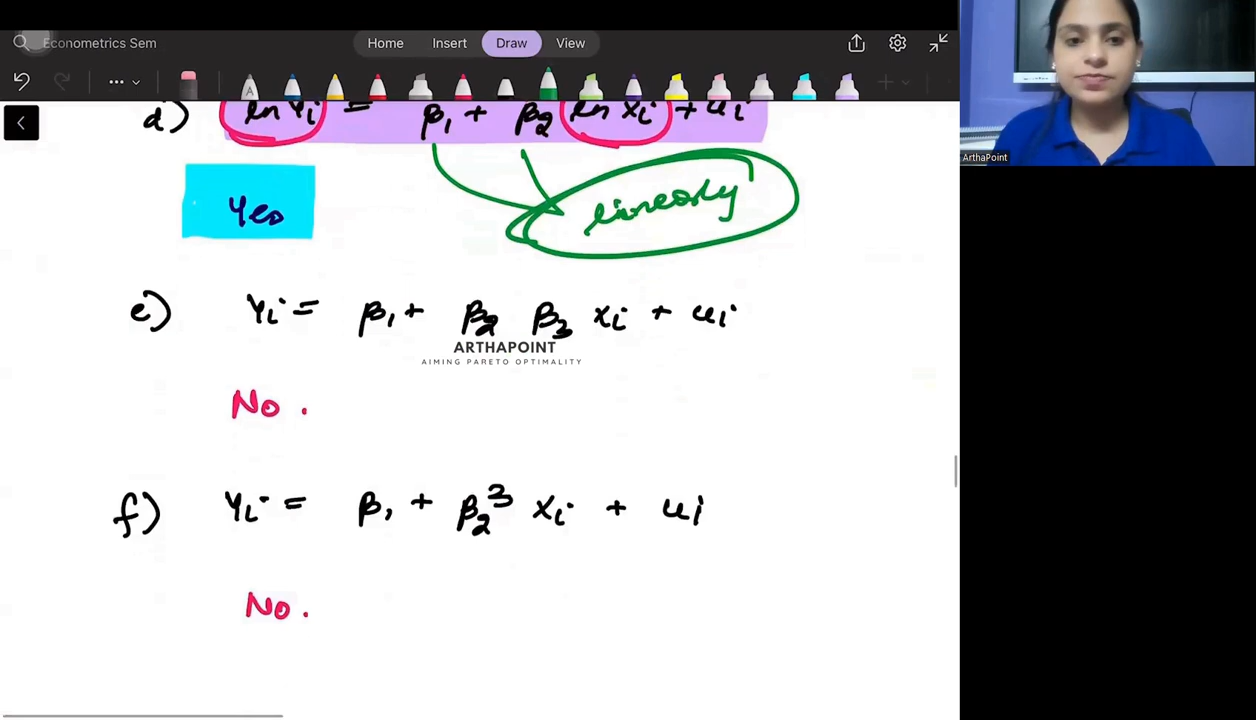 Econometrics Sem
Home Insert Draw View
ArthaPoint
d) ln Yi = β1 + β2 ln Xi + ui
Yes
linearly
e) Yi = β1 + β2 β3 Xi + ui
ARTHAPOINT
AIMING PARETO OPTIMALITY
No.
f) Yi = β1 + β2³ Xi + ui
No.